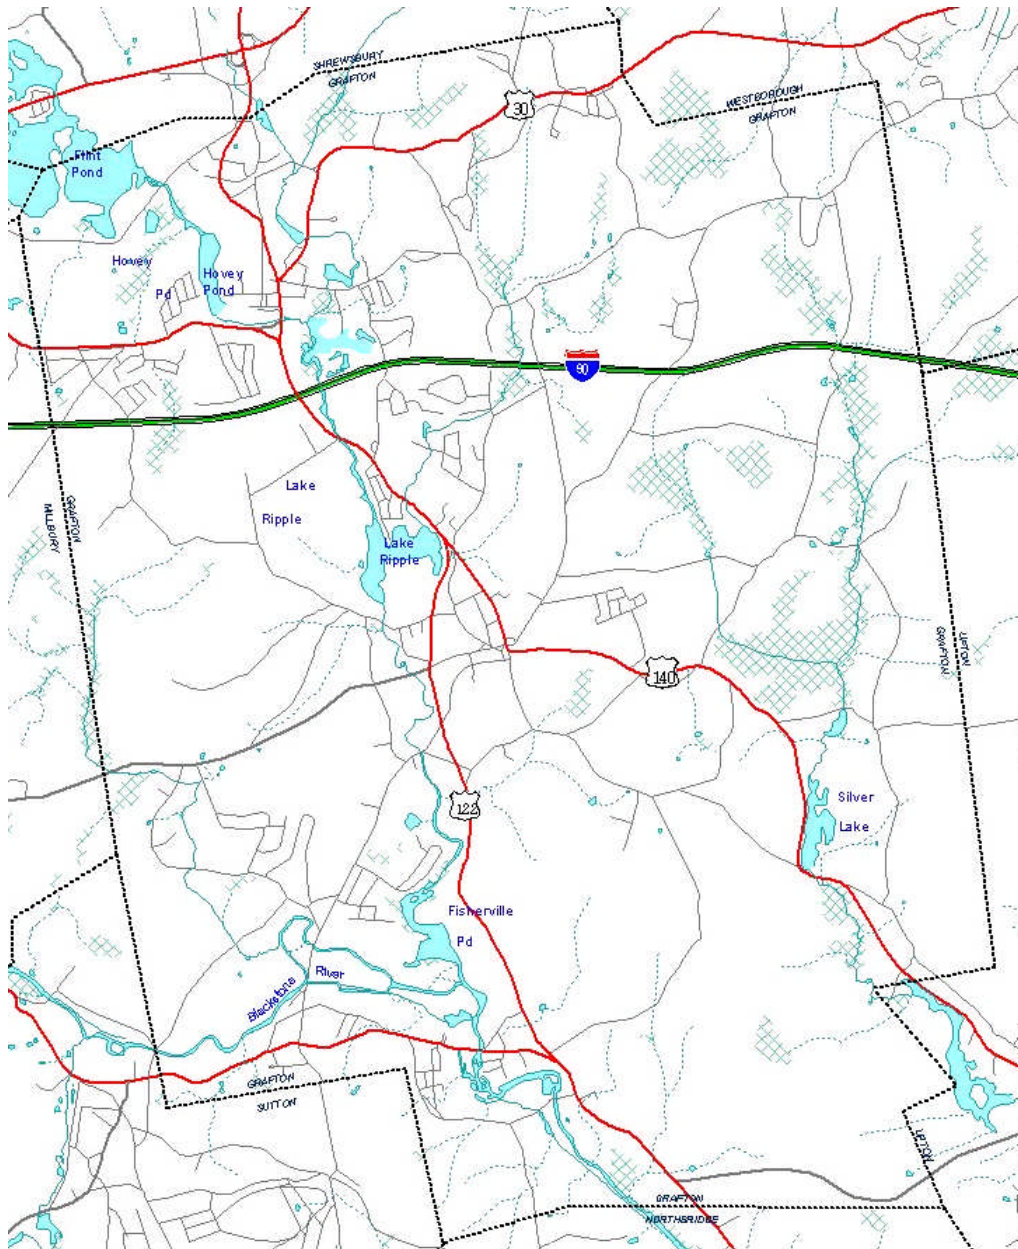 SHREWSBURY
GRAFTON
30
WESTBOROUGH
GRAFTON
Flint
Pond
Hovey
Pd
Hovey
Pond
90
Lake
Ripple
Lake
Ripple
GRAFTON
MILLBURY
GRAFTON
UPTON
140
122
Silver
Lake
Fisherville
Pd
Blackstone
River
GRAFTON
SUTTON
UPTON
GRAFTON
NORTHBRIDGE